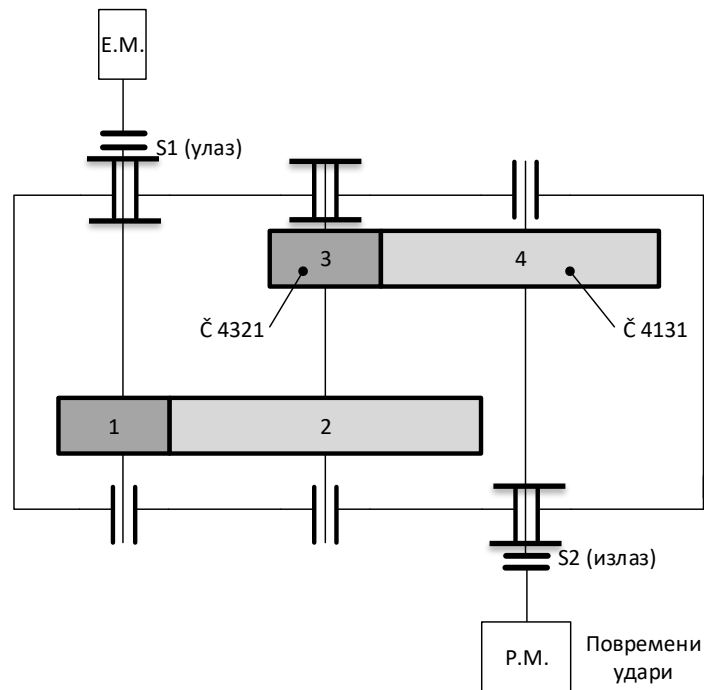 Е.М.
S1 (улаз)
3
4
Č 4321
Č 4131
1
2
S2 (излаз)
Р.М.
Повремени
удари